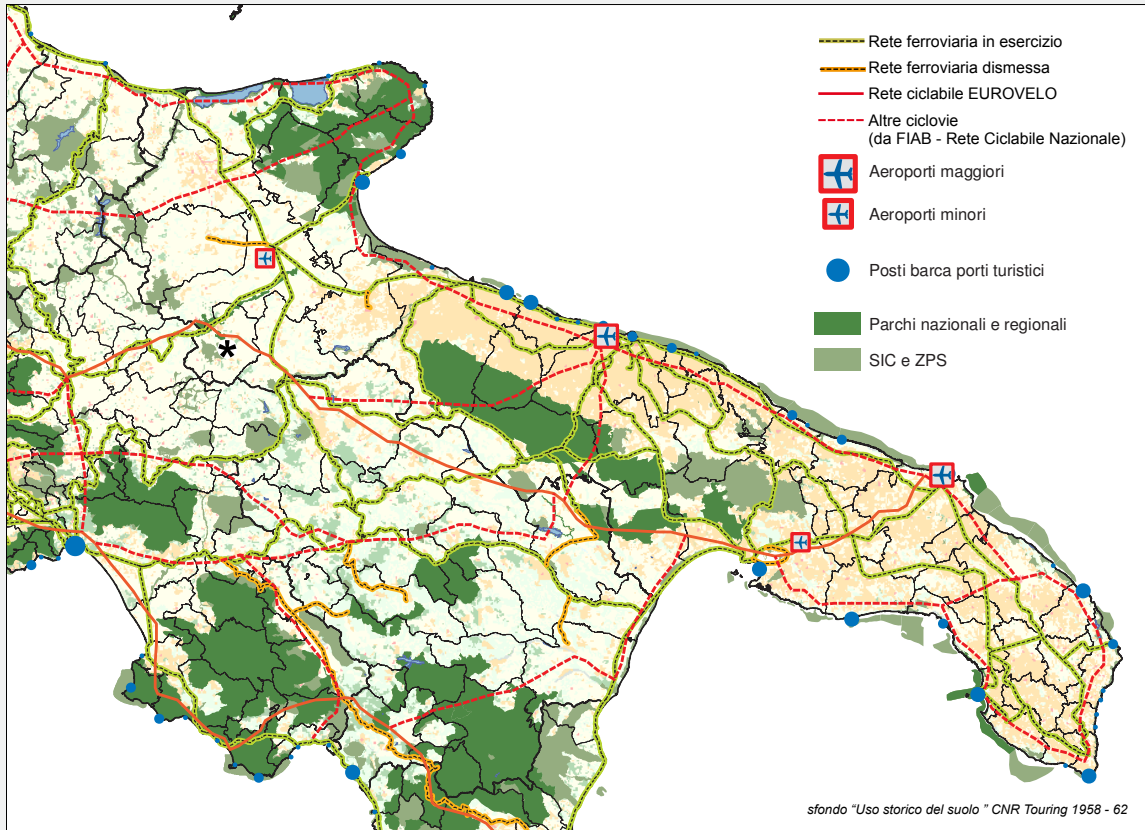 Rete ferroviaria in esercizio
Rete ferroviaria dismessa
Rete ciclabile EUROVELO
Altre ciclovie
(da FIAB - Rete Ciclabile Nazionale)
Aeroporti maggiori
Aeroporti minori
Posti barca porti turistici
Parchi nazionali e regionali
SIC e ZPS
*
sfondo "Uso storico del suolo " CNR Touring 1958 - 62